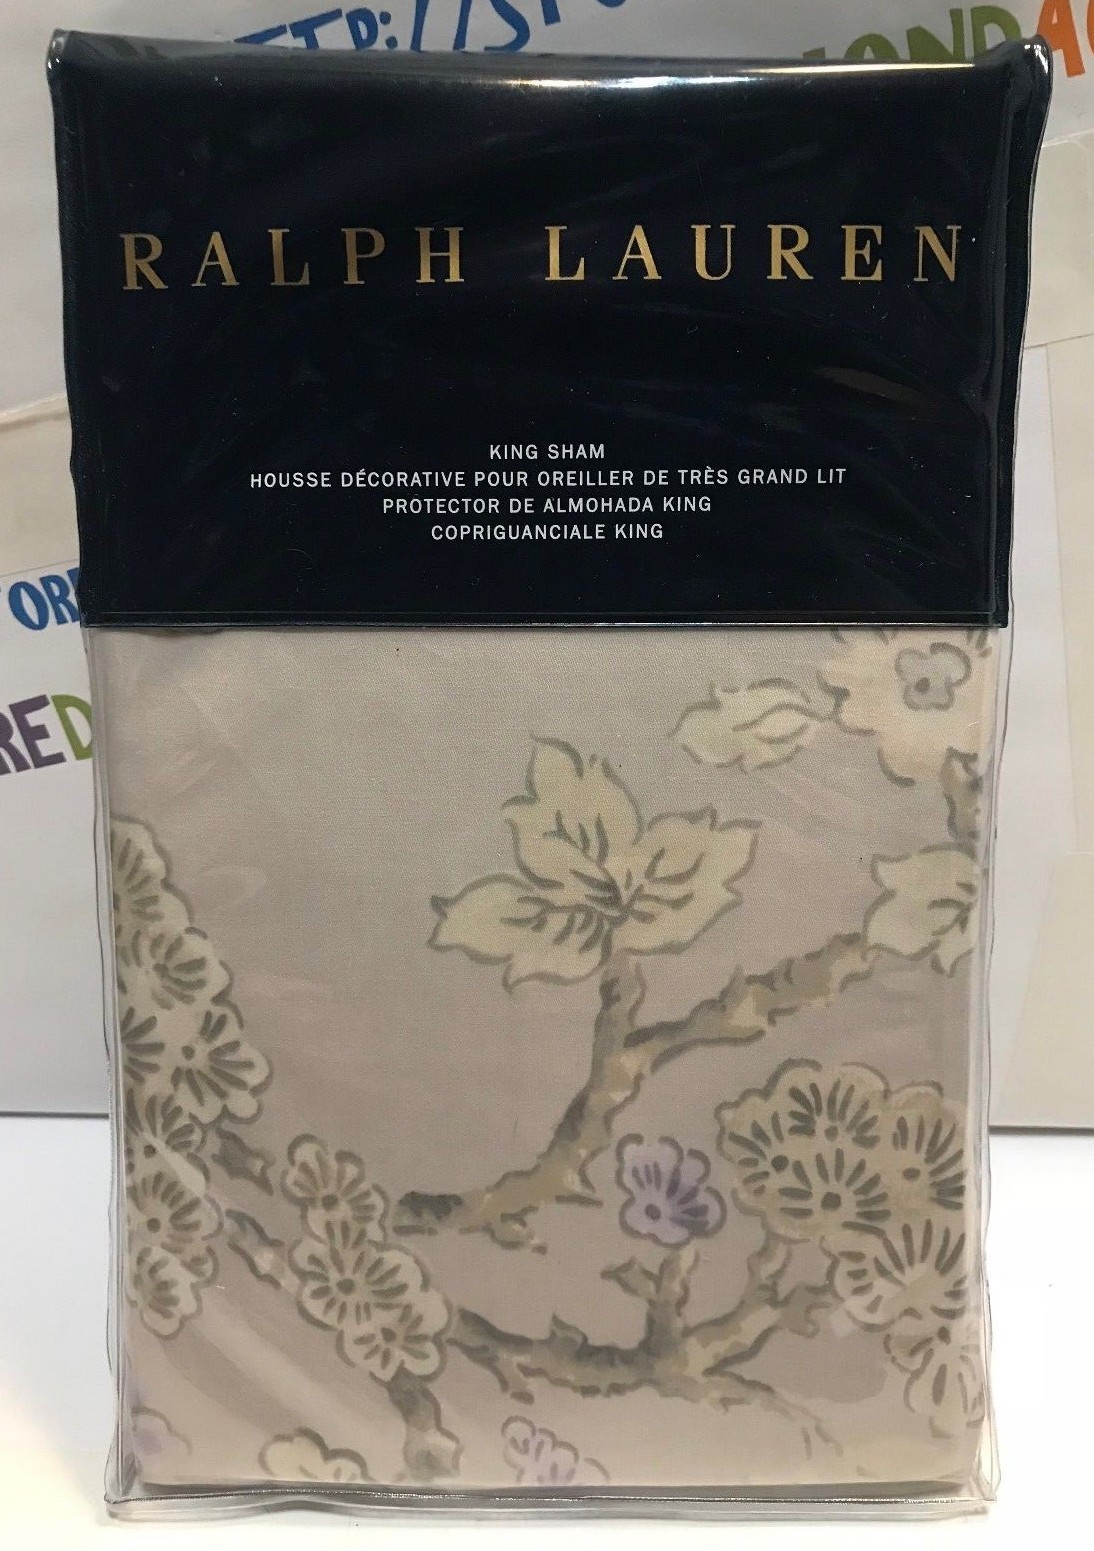 RALPH LAUREN
KING SHAM
HOUSSE DÉCORATIVE POUR OREILLER DE TRÈS GRAND LIT
PROTECTOR DE ALMOHADA KING
COPRIGUANCIALE KING